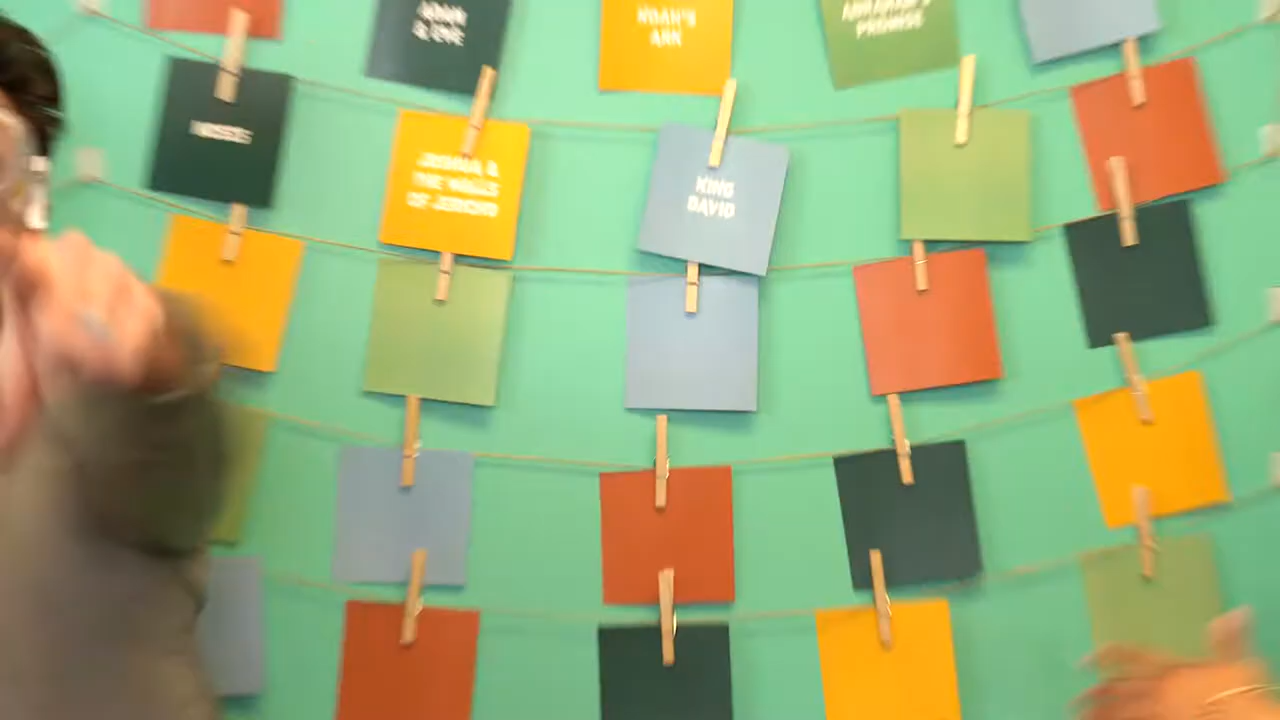 ADAM
& EVE
NOAH'S
ARK
ABRAHAM'S
PROMISE
MOSES
JOSHUA &
THE WALLS
OF JERICHO
KING
DAVID